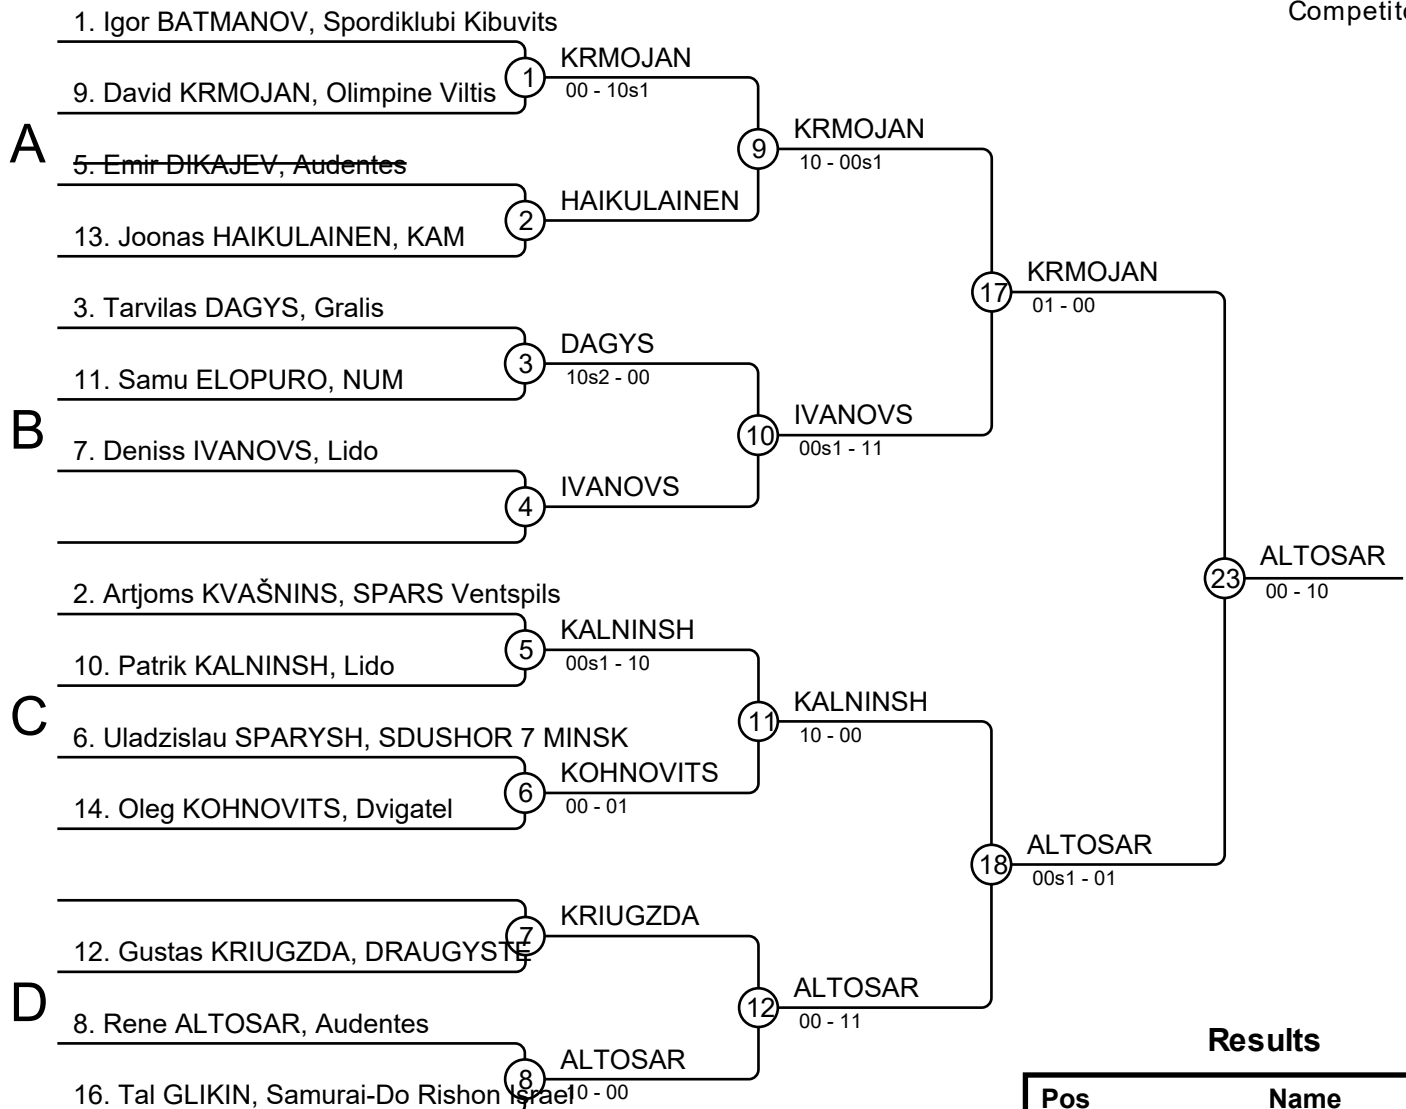 Competito
1. Igor BATMANOV, Spordiklubi Kibuvits
1
KRMOJAN
00 - 10s1
9. David KRMOJAN, Olimpine Viltis
A
9
KRMOJAN
10 - 00s1
5. Emir DIKAJEV, Audentes
2
HAIKULAINEN
13. Joonas HAIKULAINEN, KAM
17
KRMOJAN
01 - 00
3. Tarvilas DAGYS, Gralis
3
DAGYS
10s2 - 00
11. Samu ELOPURO, NUM
B
10
IVANOVS
00s1 - 11
7. Deniss IVANOVS, Lido
4
IVANOVS
23
ALTOSAR
00 - 10
2. Artjoms KVAŠNINS, SPARS Ventspils
5
KALNINSH
00s1 - 10
10. Patrik KALNINSH, Lido
C
11
KALNINSH
10 - 00
6. Uladzislau SPARYSH, SDUSHOR 7 MINSK
6
KOHNOVITS
00 - 01
14. Oleg KOHNOVITS, Dvigatel
18
ALTOSAR
00s1 - 01
7
KRIUGZDA
12. Gustas KRIUGZDA, DRAUGYSTE
D
12
ALTOSAR
00 - 11
8. Rene ALTOSAR, Audentes
8
ALTOSAR
10 - 00
16. Tal GLIKIN, Samurai-Do Rishon Israel
Results
Pos Name